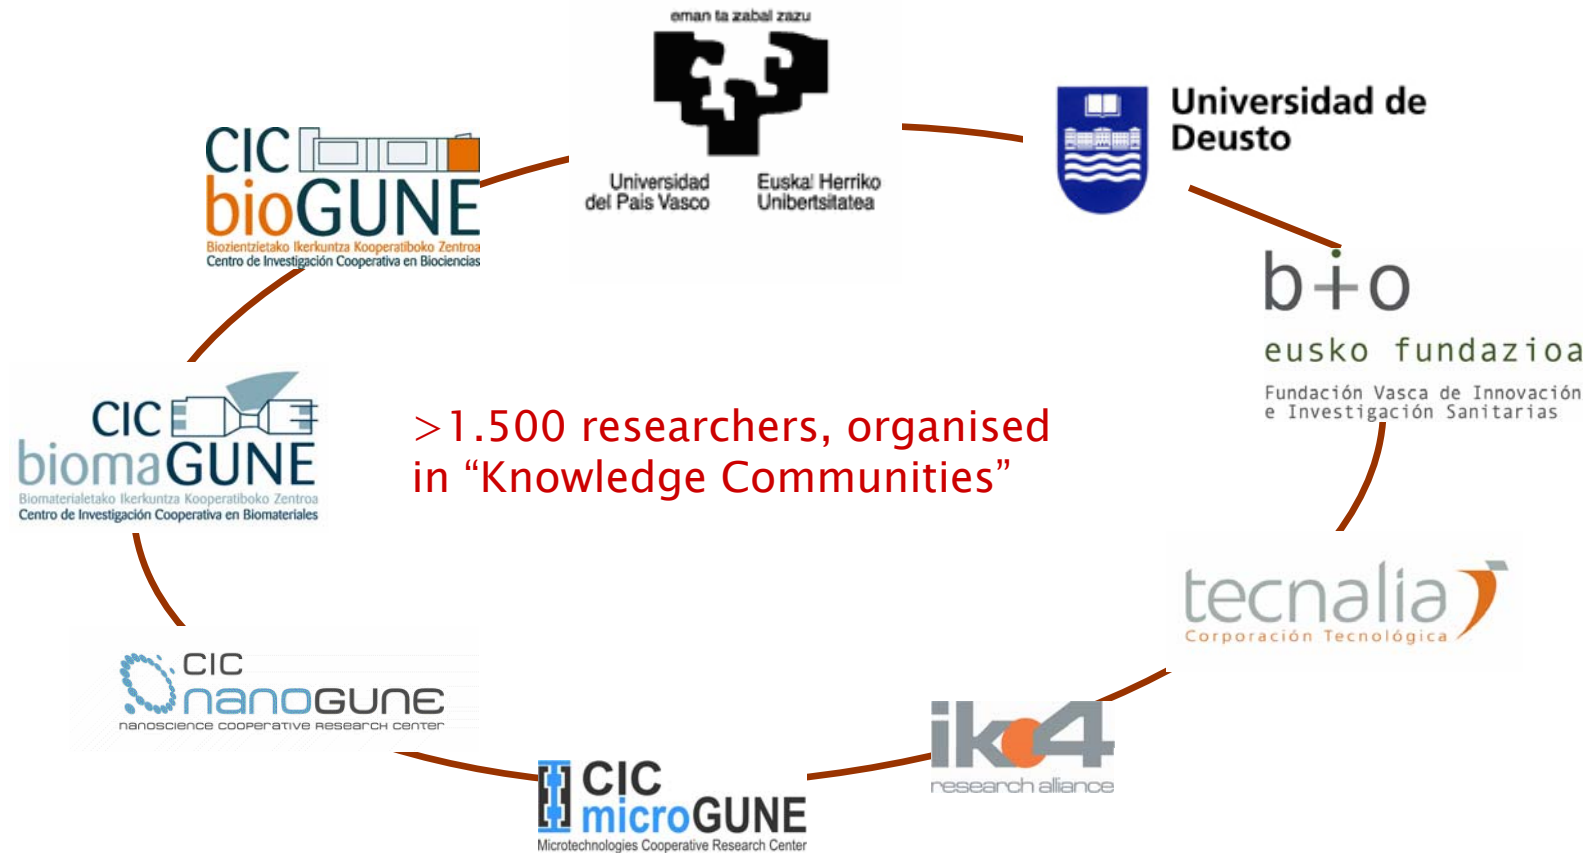 eman ta zabal zazu
Universidad
del Pais Vasco
Euskal Herriko
Unibertsitatea
Universidad de
Deusto
b+o
eusko fundazioa
Fundación Vasca de Innovación
e Investigación Sanitarias
tecnalia
Corporación Tecnológica
ik4
research alliance
CIC
microGUNE
Microtechnologies Cooperative Research Center
CIC
nanoGUNE
nanoscience cooperative research center
CIC
biomaGUNE
Biomaterialetako Ikerkuntza Kooperatiboko Zentroa
Centro de Investigación Cooperativa en Biomateriales
CIC
bioGUNE
Biozientzietako Ikerkuntza Kooperatiboko Zentroa
Centro de Investigación Cooperativa en Biociencias
>1.500 researchers, organised
in “Knowledge Communities”